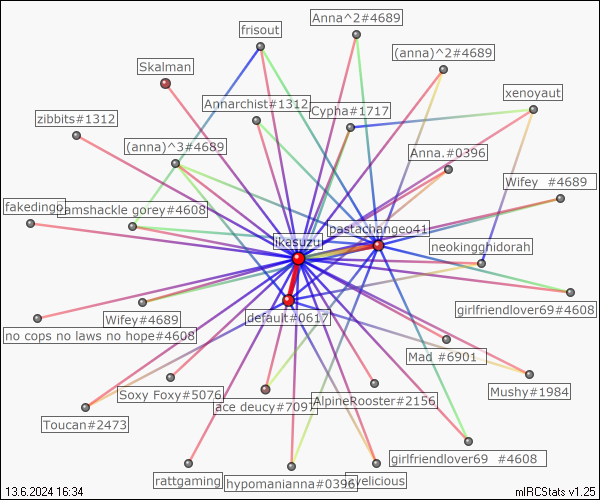 Anna^2#4689
frisout
(anna)^2#4689
Skalman
xenoyaut
Annarchist#1312
Cypha#1717
zibbits#1312
(anna)^3#4689
Anna.#0396
Wifey #4689
fakedingo
amshackle gorey#4608
pastachangeo41
ikasuzu
neokingghidorah
girlfriendlover69#4608
Wifey#4689
default#0617
no cops no laws no hope#4608
Mad #6901
Soxy Foxy#5076
AlpineRooster#2156
Mushy#1984
ace deucy#7097
Toucan#2473
girlfriendlover69 #4608
rattgaming
hypomanianna#0396
velicious
13.6.2024 16:34
mIRCStats v1.25